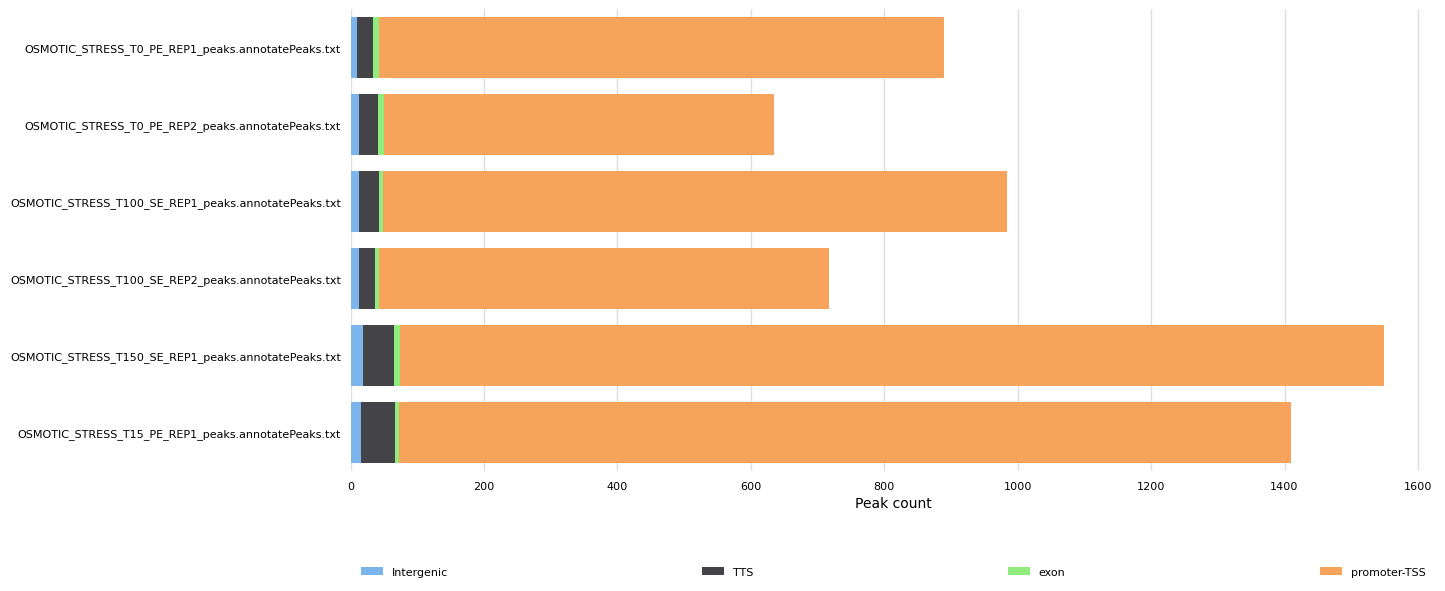 OSMOTIC_STRESS_T0_PE_REP1_peaks.annotatePeaks.txt
OSMOTIC_STRESS_T0_PE_REP2_peaks.annotatePeaks.txt
OSMOTIC_STRESS_T100_SE_REP1_peaks.annotatePeaks.txt
OSMOTIC_STRESS_T100_SE_REP2_peaks.annotatePeaks.txt
OSMOTIC_STRESS_T150_SE_REP1_peaks.annotatePeaks.txt
OSMOTIC_STRESS_T15_PE_REP1_peaks.annotatePeaks.txt
0 200 400 600 800 1000 1200 1400 1600
Peak count
Intergenic TTS exon promoter-TSS